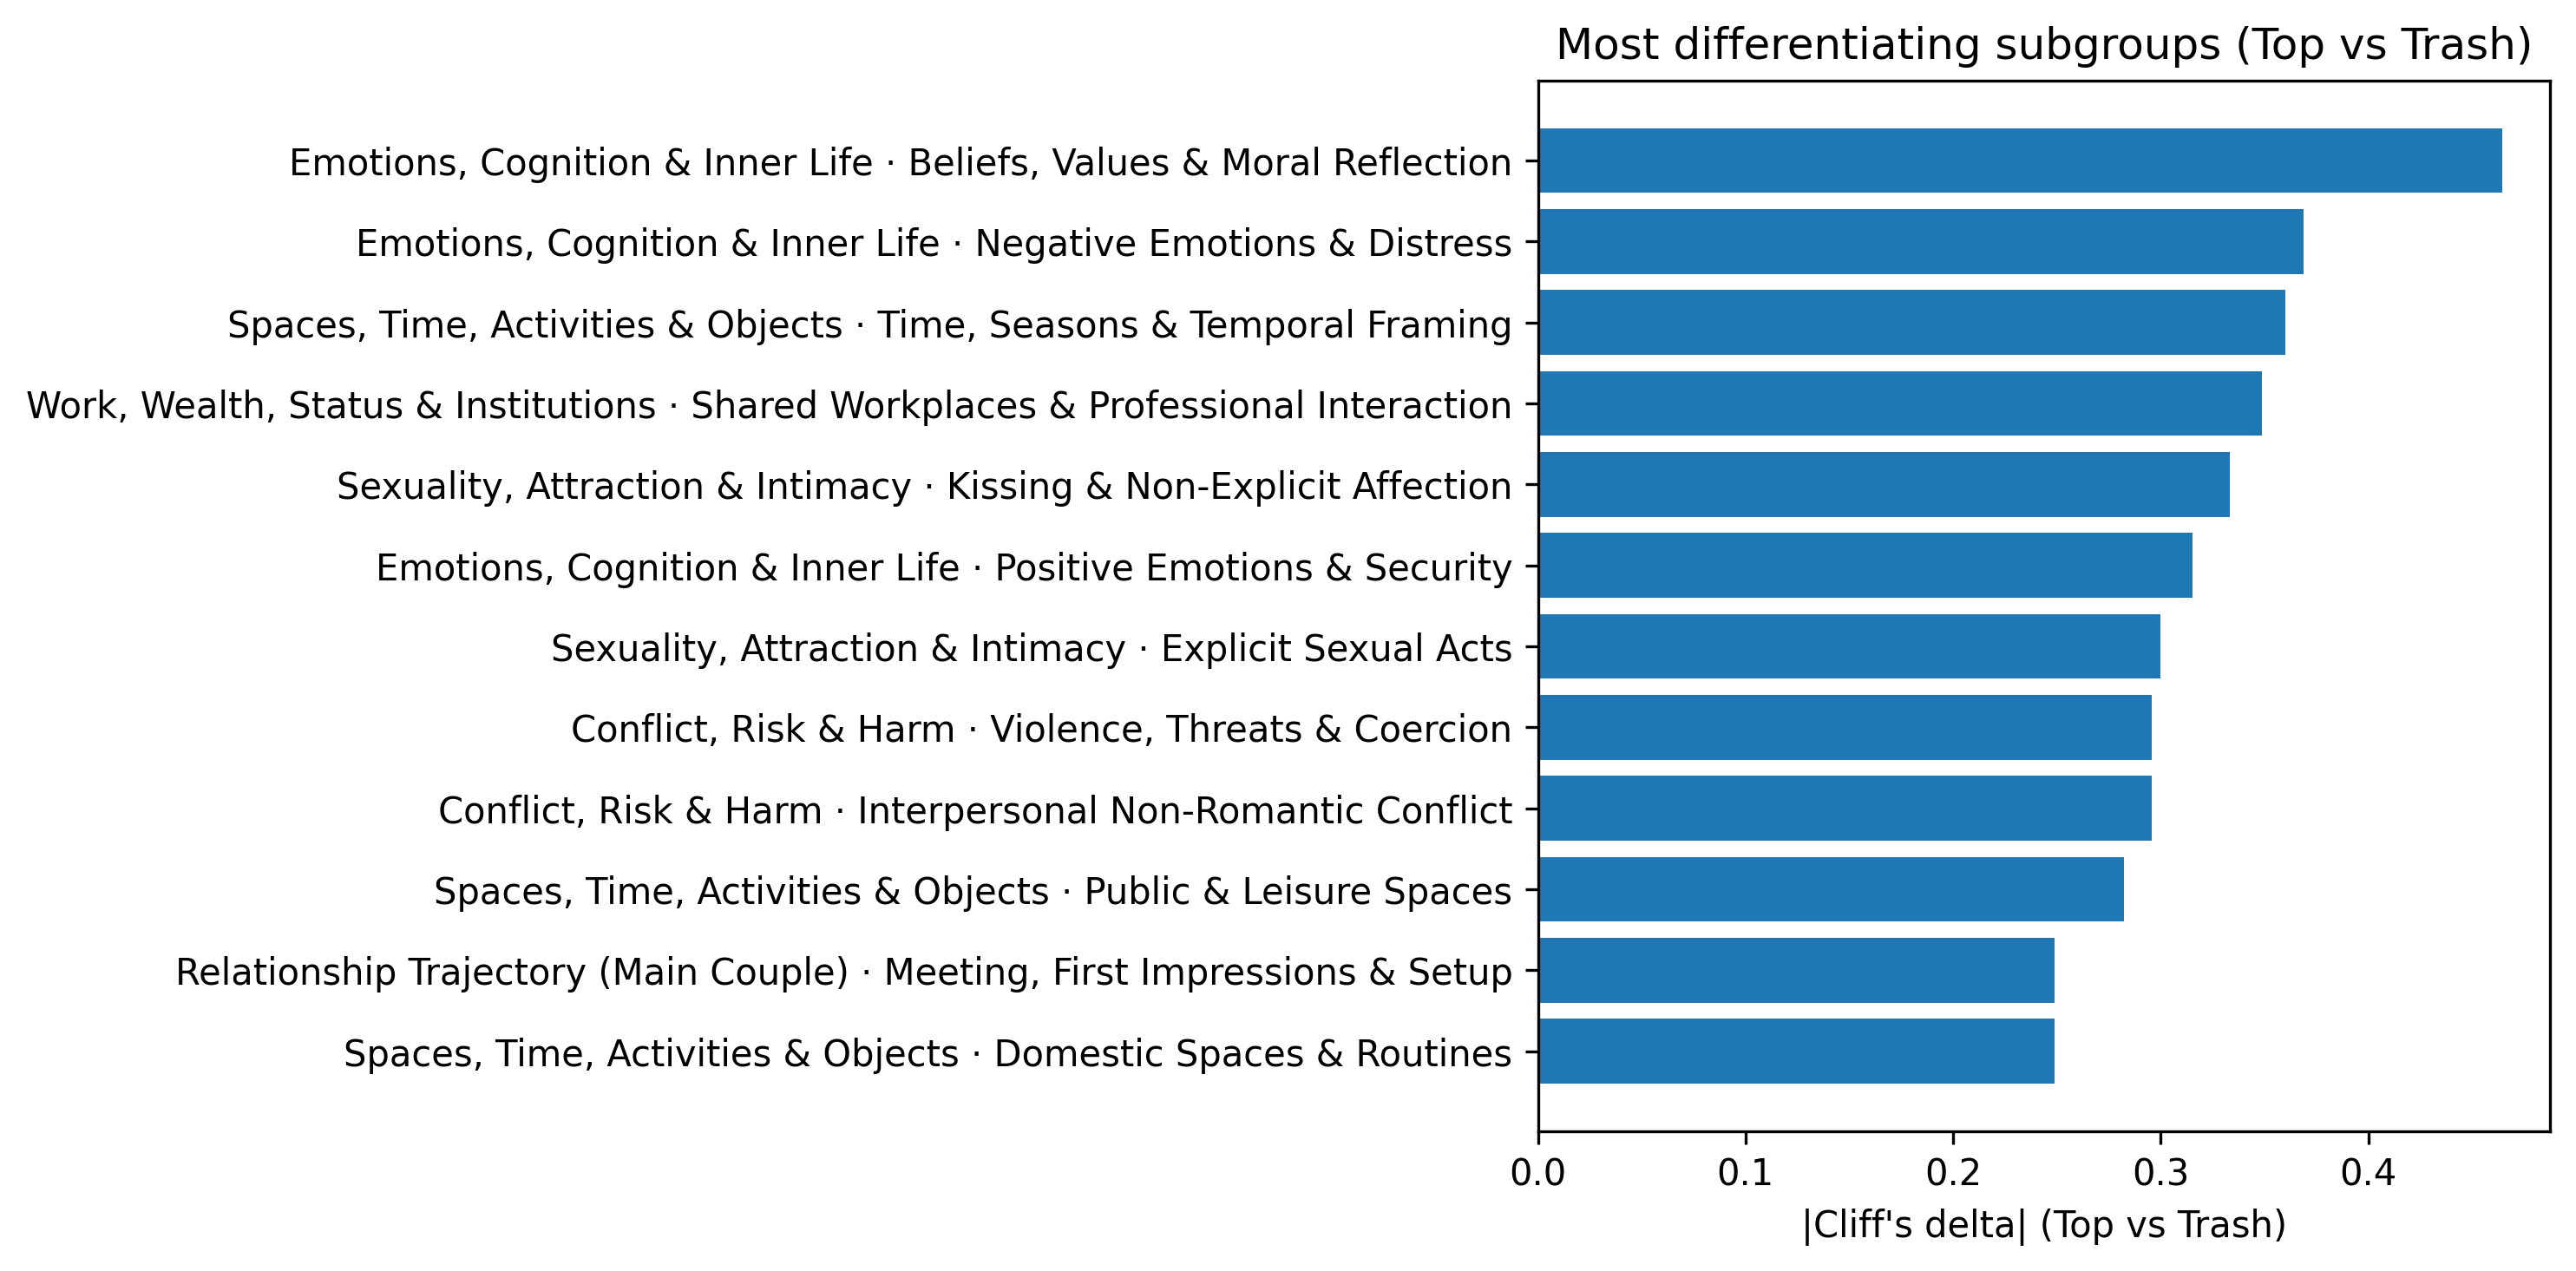 Most differentiating subgroups (Top vs Trash)
Emotions, Cognition & Inner Life · Beliefs, Values & Moral Reflection
Emotions, Cognition & Inner Life · Negative Emotions & Distress
Spaces, Time, Activities & Objects · Time, Seasons & Temporal Framing
Work, Wealth, Status & Institutions · Shared Workplaces & Professional Interaction
Sexuality, Attraction & Intimacy · Kissing & Non-Explicit Affection
Emotions, Cognition & Inner Life · Positive Emotions & Security
Sexuality, Attraction & Intimacy · Explicit Sexual Acts
Conflict, Risk & Harm · Violence, Threats & Coercion
Conflict, Risk & Harm · Interpersonal Non-Romantic Conflict
Spaces, Time, Activities & Objects · Public & Leisure Spaces
Relationship Trajectory (Main Couple) · Meeting, First Impressions & Setup
Spaces, Time, Activities & Objects · Domestic Spaces & Routines
0.0 0.1 0.2 0.3 0.4
|Cliff's delta| (Top vs Trash)